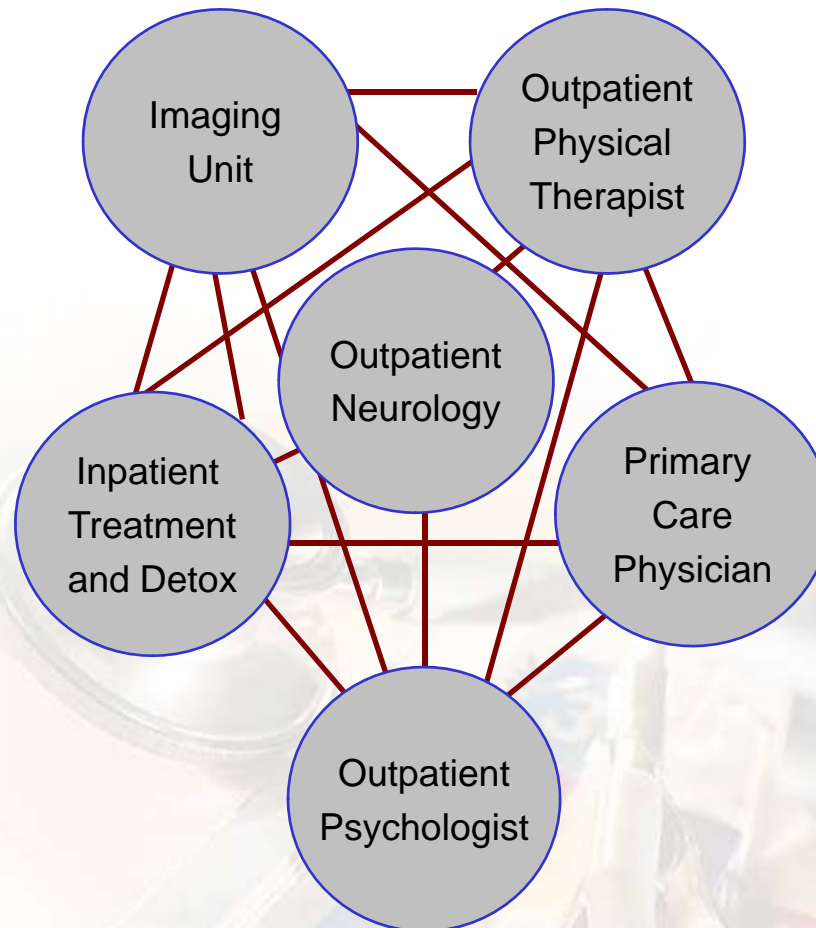 Imaging
Unit
Outpatient
Physical
Therapist
Outpatient
Neurology
Inpatient
Treatment
and Detox
Primary
Care
Physician
Outpatient
Psychologist